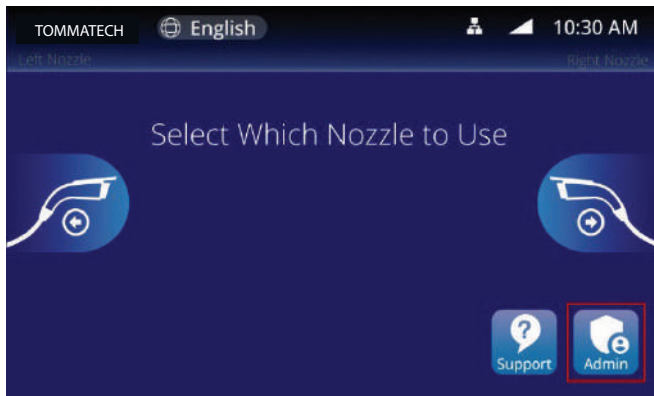 TOMMATECH English 10:30 AM
Left Nozzle Right Nozzle
Select Which Nozzle to Use
Support Admin